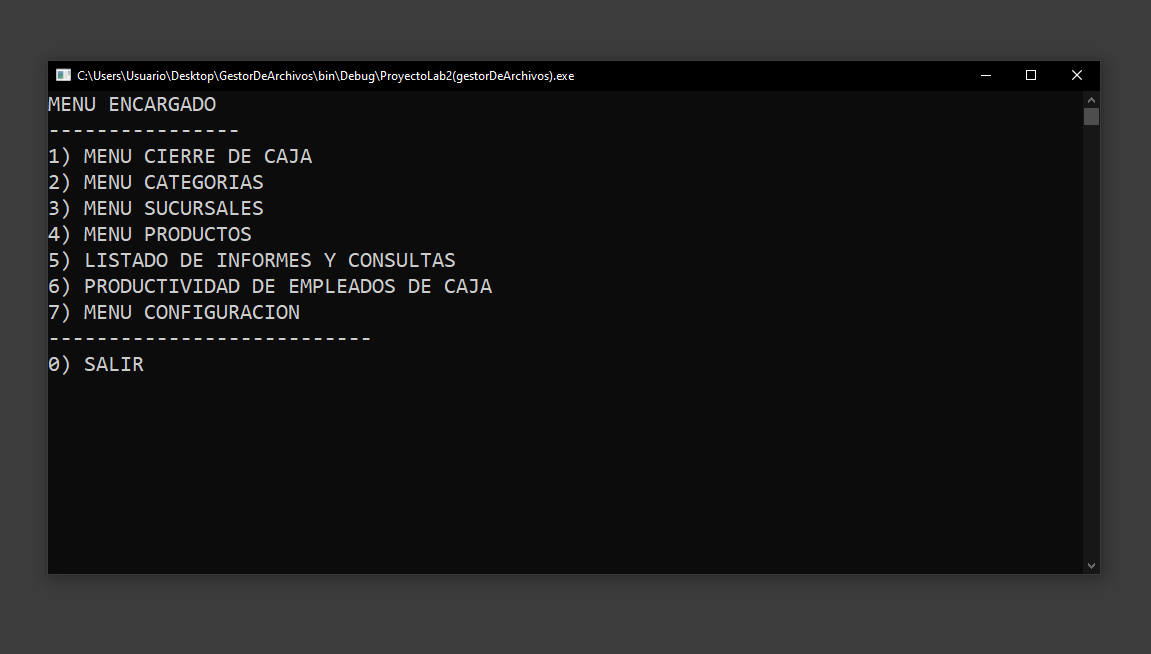 C:\Users\Usuario\Desktop\GestorDeArchivos\bin\Debug\ProyectoLab2(gestorDeArchivos).exe
MENU ENCARGADO
----------------
1) MENU CIERRE DE CAJA
2) MENU CATEGORIAS
3) MENU SUCURSALES
4) MENU PRODUCTOS
5) LISTADO DE INFORMES Y CONSULTAS
6) PRODUCTIVIDAD DE EMPLEADOS DE CAJA
7) MENU CONFIGURACION
---------------------------
0) SALIR